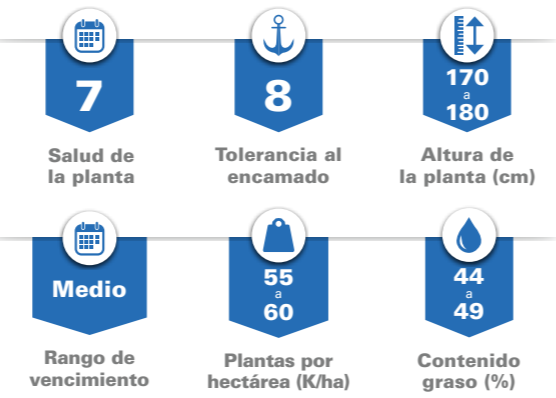 7
Salud de
la planta
8
Tolerancia al
encamado
170
a
180
Altura de
la planta (cm)
Medio
Rango de
vencimiento
55
a
60
Plantas por
hectárea (K/ha)
44
a
49
Contenido
graso (%)